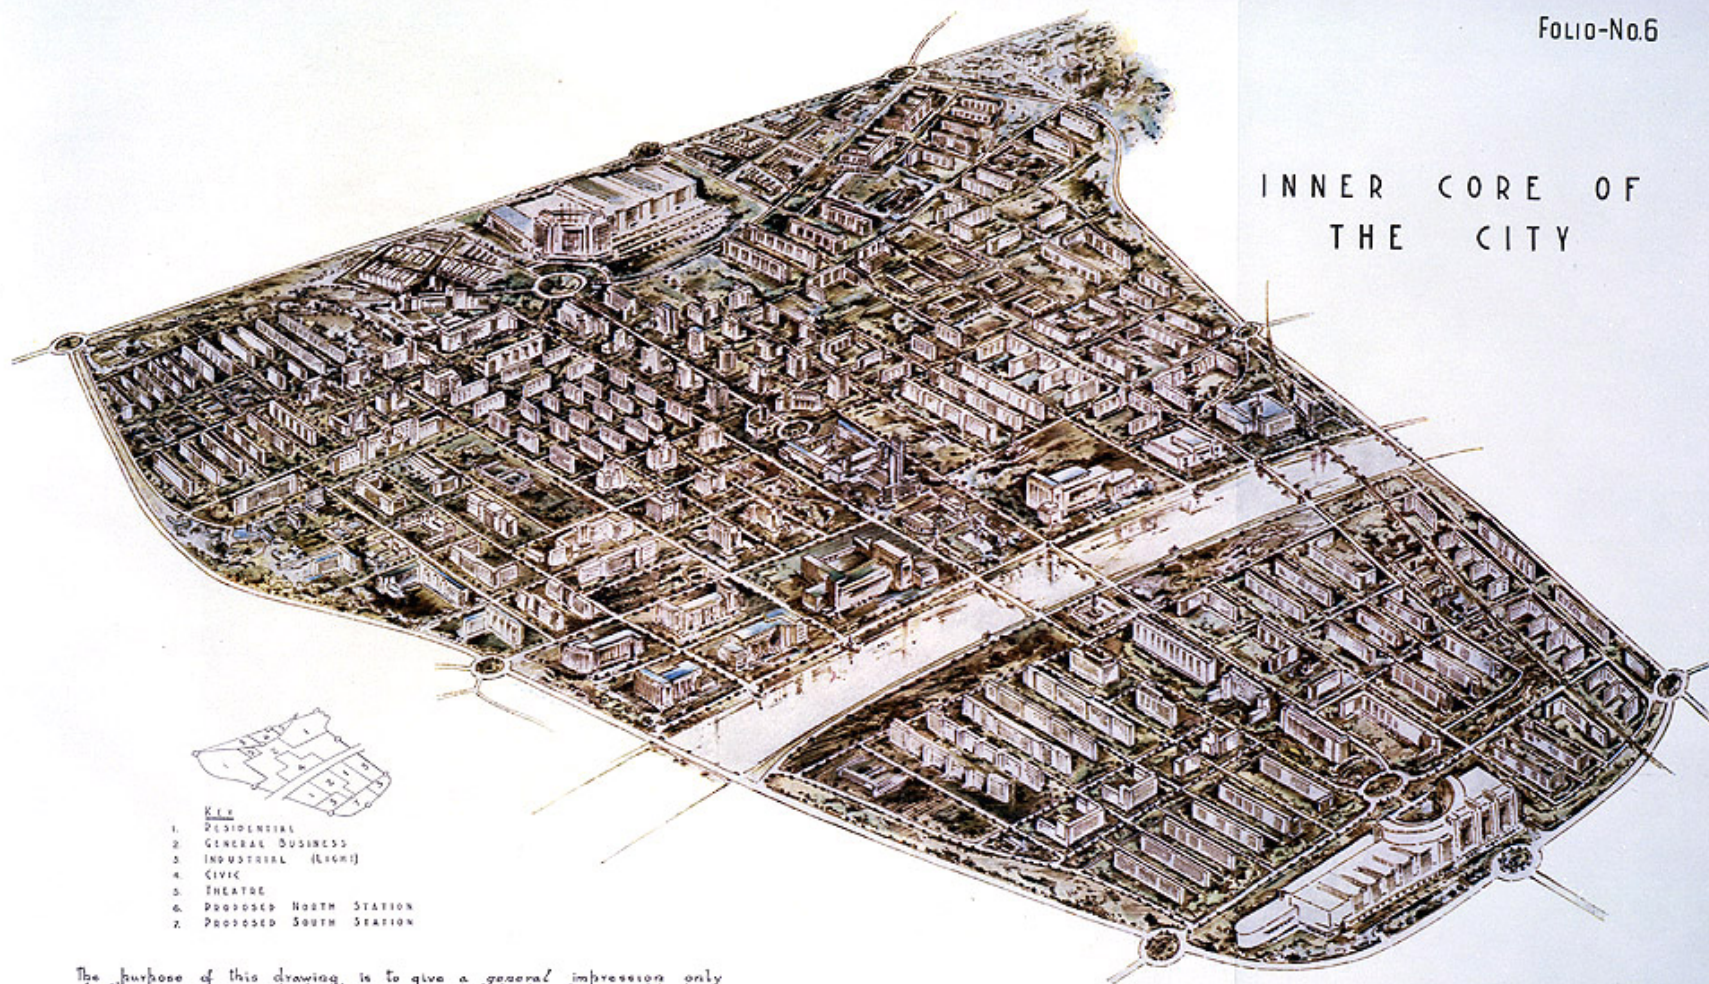 Folio-No.6
INNER CORE OF
THE CITY
KEY
1. RESIDENTIAL
2 GENERAL BUSINESS
3. INDUSTRIAL (LIGHT)
4. CIVIC
5. THEATRE
6. PROPOSED NORTH STATION
7. PROPOSED SOUTH STATION
The purpose of this drawing, is to give a general impression only